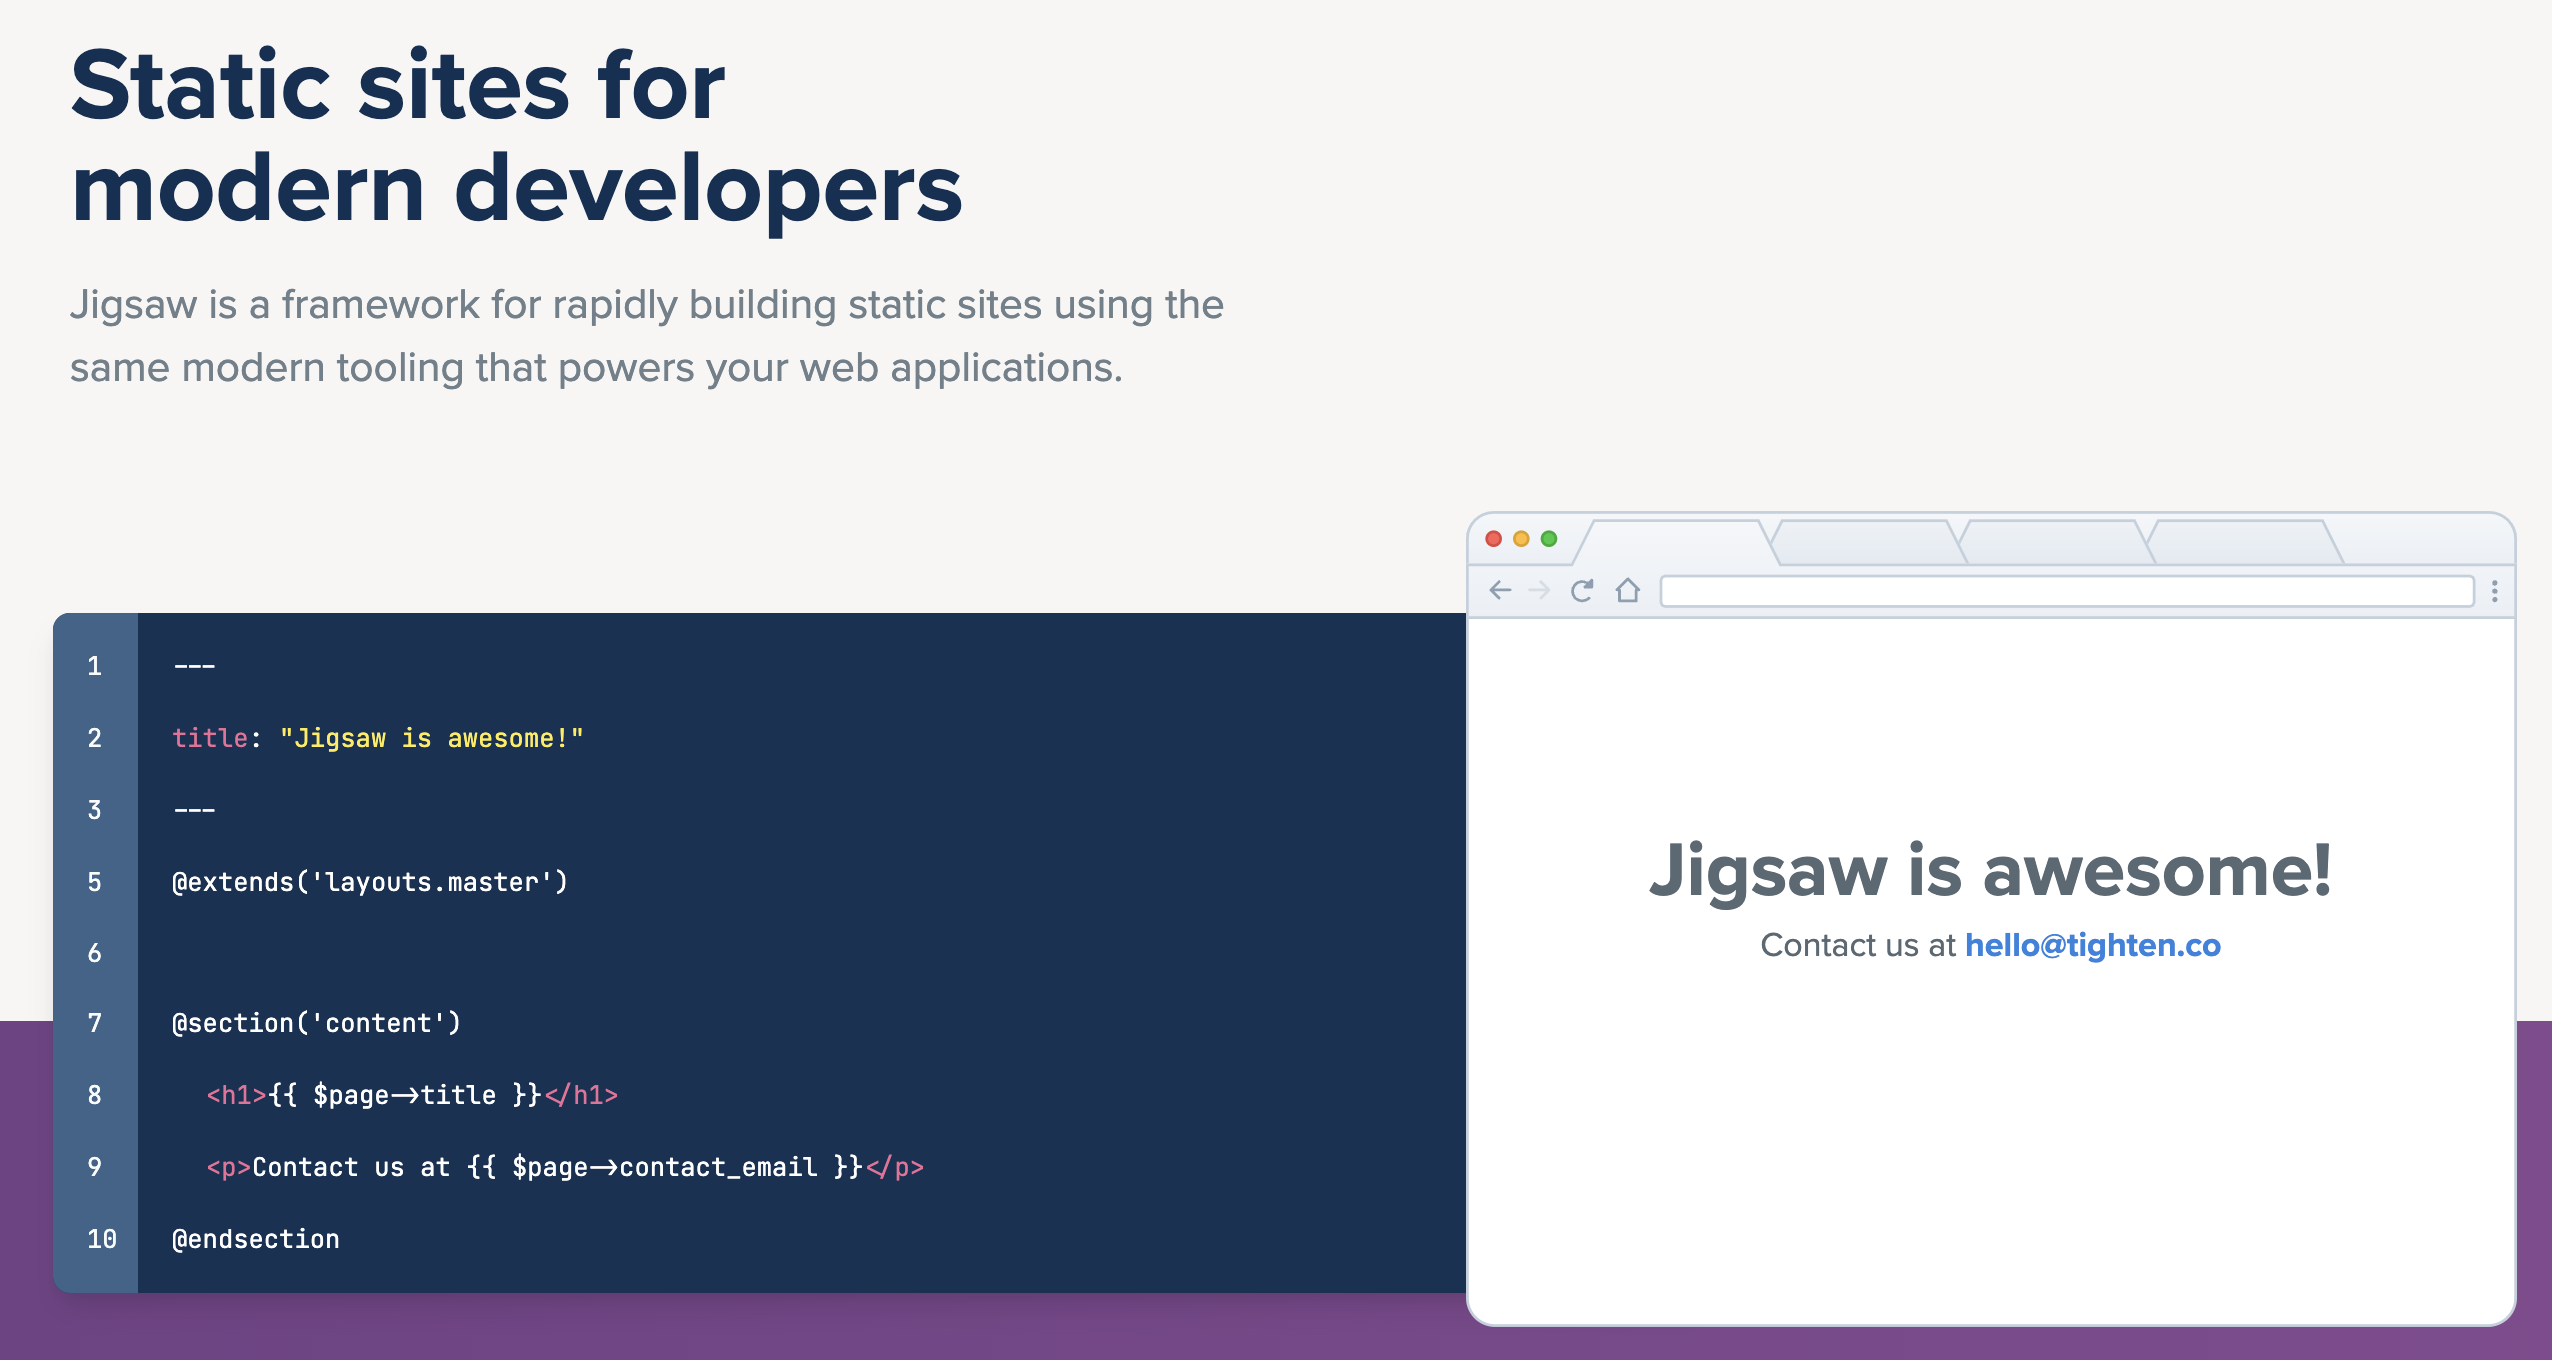 Static sites for
modern developers
Jigsaw is a framework for rapidly building static sites using the
same modern tooling that powers your web applications.
1 ---
2 title: "Jigsaw is awesome!"
3 ---
5 @extends('layouts.master')
6
7 @section('content')
8 <h1>{{ $page->title }}</h1>
9 <p>Contact us at {{ $page->contact_email }}</p>
10 @endsection
Jigsaw is awesome!
Contact us at hello@tighten.co